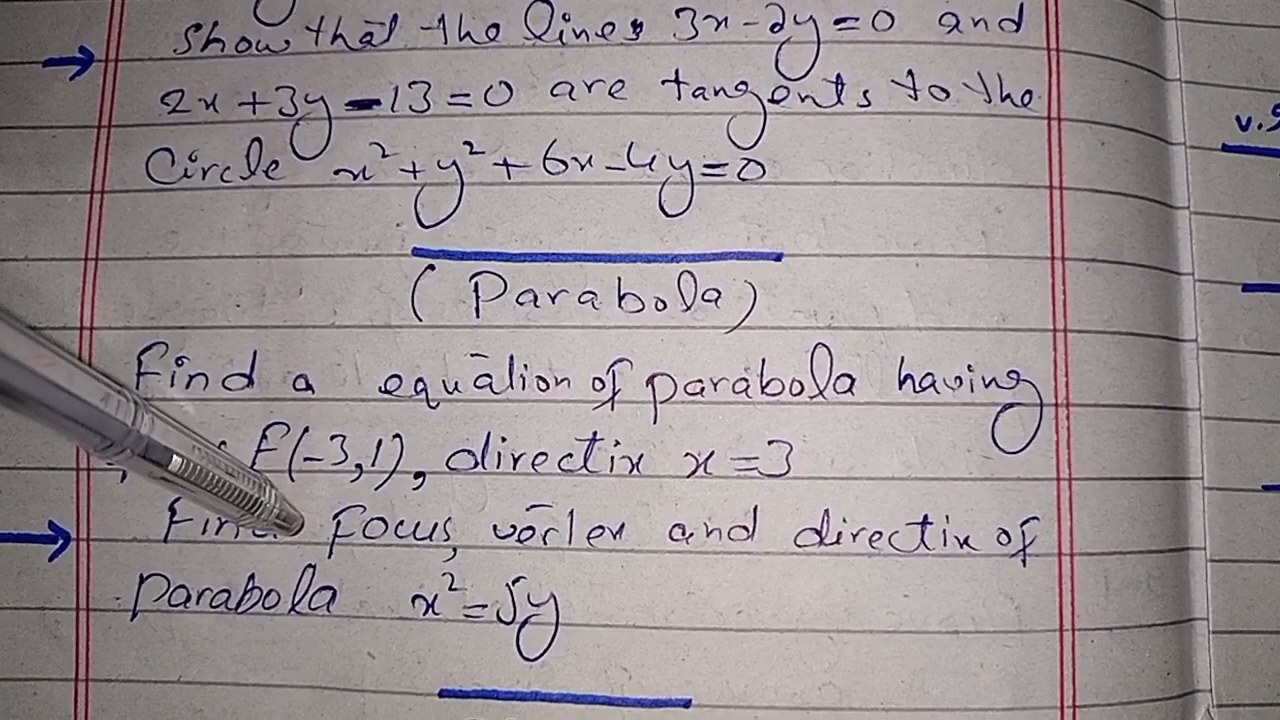 Show that the lines 3x-2y=0 and
2x+3y-13=0 are tangents to the
Circle x²+y²+6x-4y=0
(Parabola)
Find a equation of parabola having
F(-3,1), directix x=3
Find Focus, vertex and directix of
Parabola x²=5y